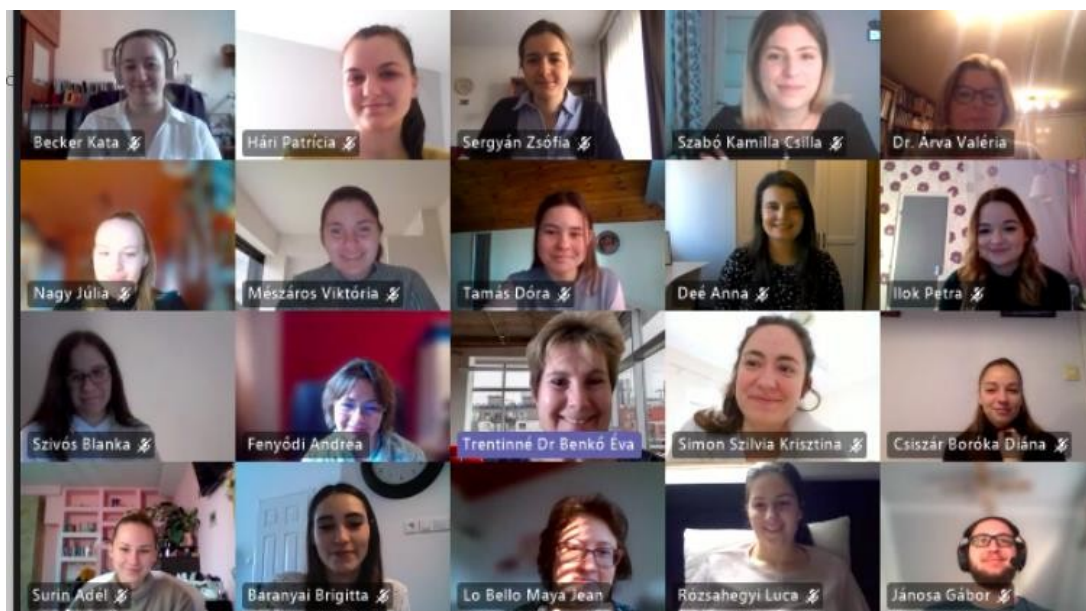 Becker Kata
Hári Patrícia
Sergyán Zsófia
Szabó Kamilla Csilla
Dr. Árva Valéria
Nagy Júlia
Mészáros Viktória
Tamás Dóra
Deé Anna
Ilok Petra
Szívós Blanka
Fenyődi Andrea
Trentinné Dr Benkő Éva
Simon Szilvia Krisztina
Csiszár Boróka Diána
Surin Adél
Baranyai Brigitta
Lo Bello Maya Jean
Rózsahegyi Luca
Jánosa Gábor